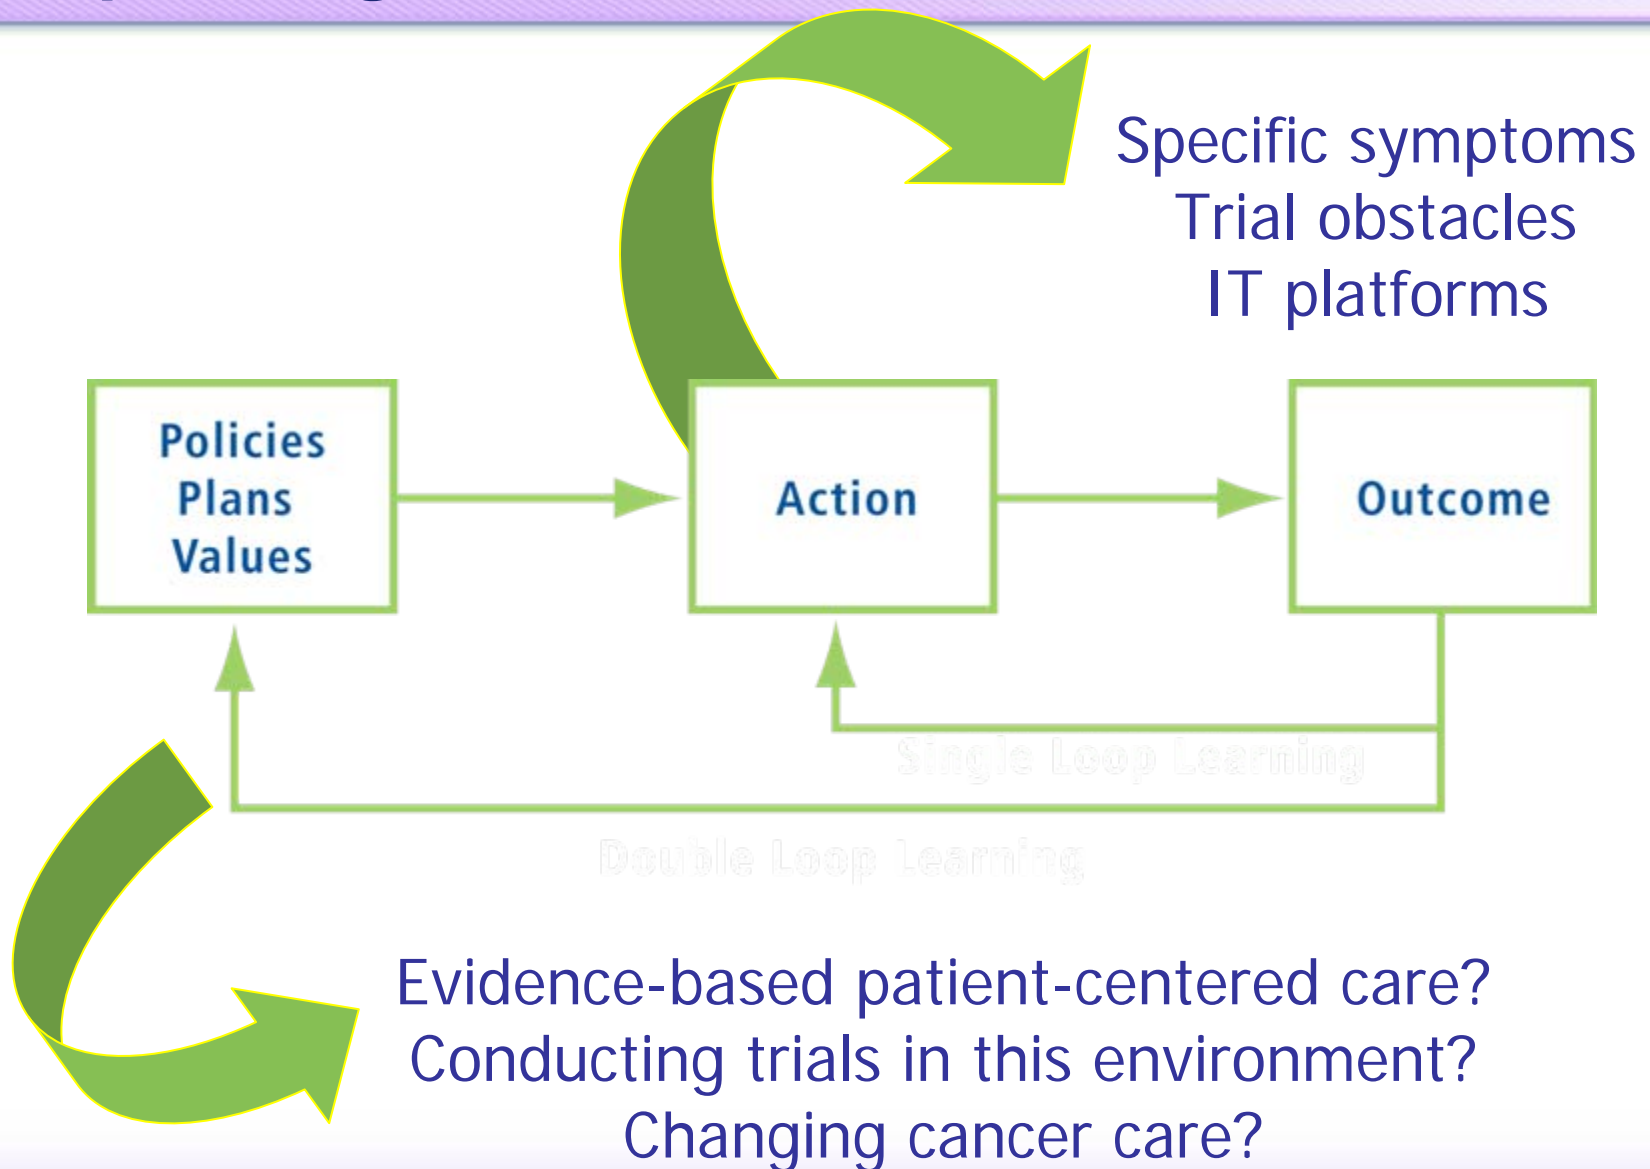 Specific symptoms
Trial obstacles
IT platforms
Policies
Plans
Values
Action
Outcome
Single Loop Learning
Double Loop Learning
Evidence-based patient-centered care?
Conducting trials in this environment?
Changing cancer care?